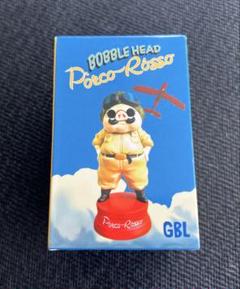 BOBBLE HEAD
Porco Rosso
Porco-Rosso
GBL